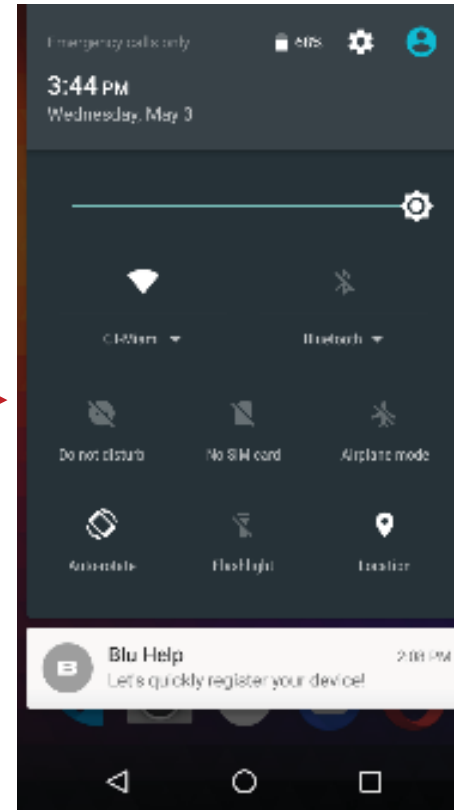 Emergency calls only 68%
3:44 PM
Wednesday, May 3
Bluetooth
Do not disturb No SIM card Airplane mode
Auto-rotate Flashlight Location
B Blu Help 2:08 PM
Let's quickly register your device!